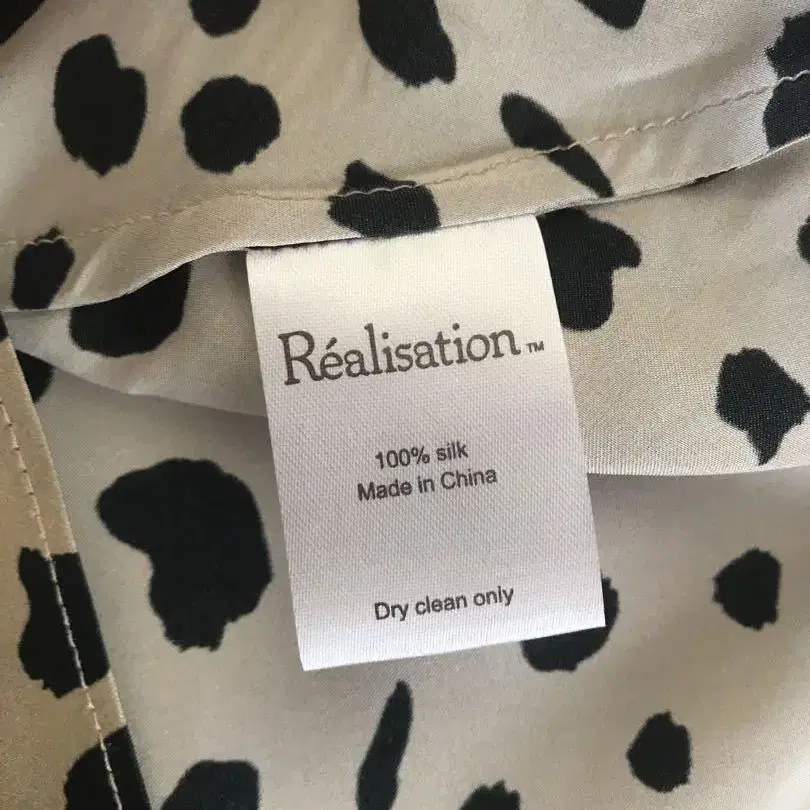 Réalisation™
100% silk
Made in China
Dry clean only